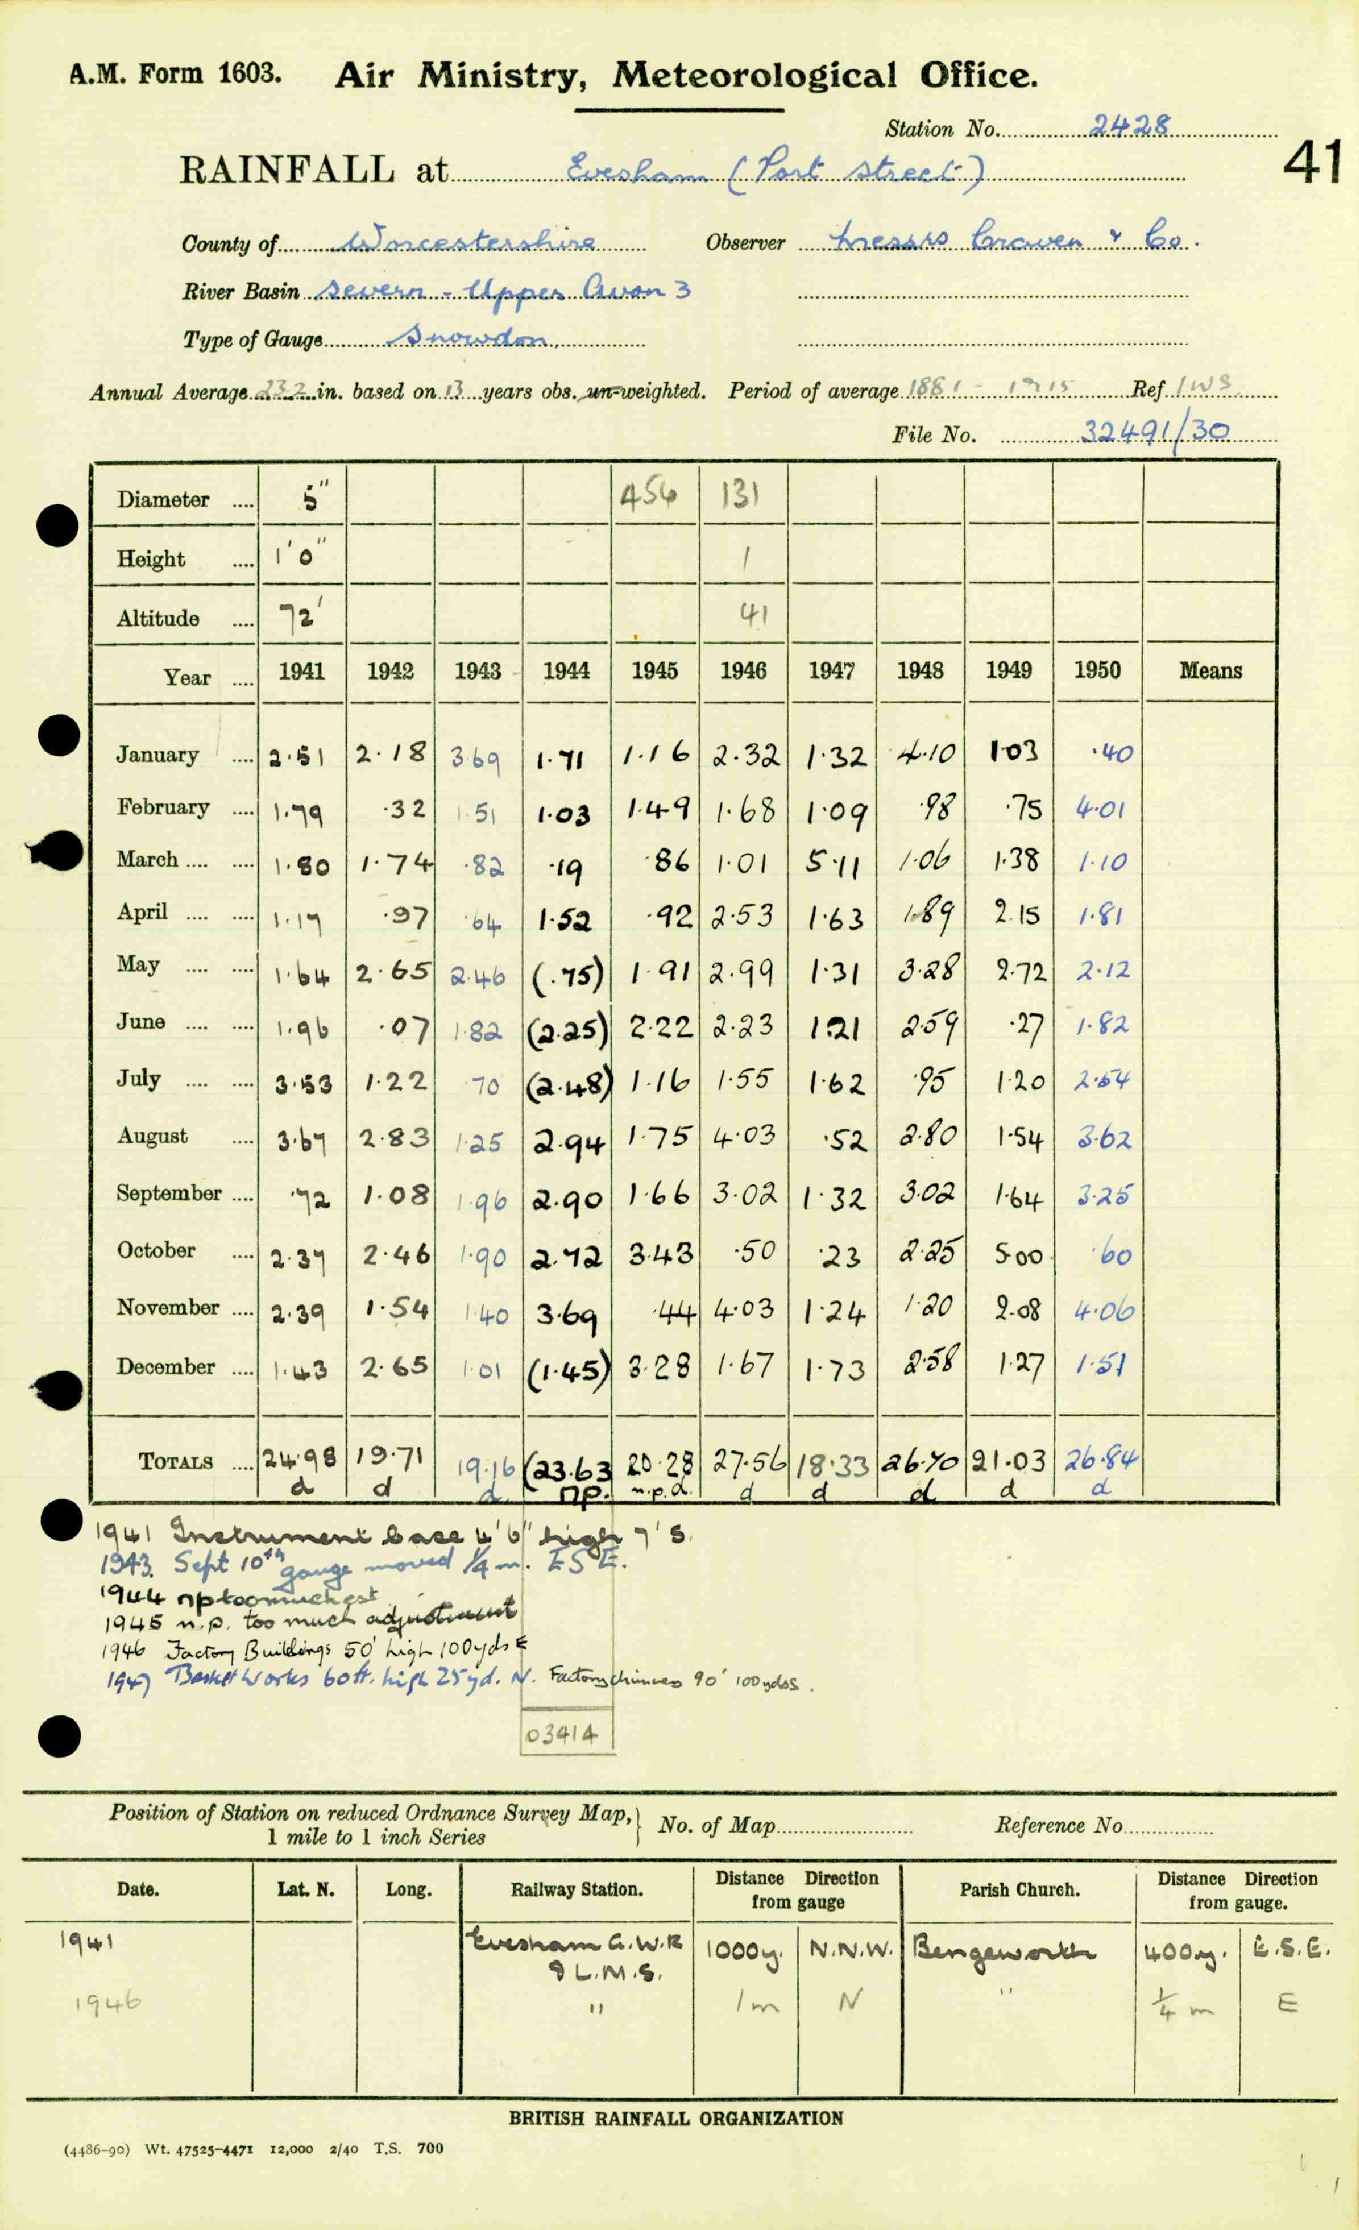 A.M. Form 1603. Air Ministry, Meteorological Office.
Station No. 2428
41
RAINFALL at Evesham (Port Street)
County of Worcestershire Observer Messrs Craven & Co.
River Basin Severn - Upper Avon 3
Type of Gauge Snowdon.
Annual Average 23.2 in. based on 13 years obs. un-weighted. Period of average 1881 - 1915 Ref IWS
File No. 32491/30
Diameter .... 5" 454 131
Height .... 1'0" 1
Altitude .... 72' 41
Year .... 1941 1942 1943 1944 1945 1946 1947 1948 1949 1950 Means
January .... 2.51 2.18 3.69 1.71 1.16 2.32 1.32 4.10 1.03 .40
February .... 1.79 .32 1.51 1.03 1.49 1.68 1.09 .98 .75 4.01
March .... .... 1.80 1.74 .82 .19 .86 1.01 5.11 1.06 1.38 1.10
April .... .... 1.17 .97 .64 1.52 .92 2.53 1.63 1.89 2.15 1.81
May .... .... 1.64 2.65 2.46 (.75) 1.91 2.99 1.31 3.28 2.72 2.12
June .... .... 1.96 .07 1.82 (2.25) 2.22 2.23 1.21 2.59 .27 1.82
July .... .... 3.53 1.22 70 (2.48) 1.16 1.55 1.62 .95 1.20 2.54
August .... 3.67 2.83 1.25 2.94 1.75 4.03 .52 2.80 1.54 3.62
September .... .72 1.08 1.96 2.90 1.66 3.02 1.32 3.02 1.64 3.25
October .... 2.37 2.46 1.90 2.72 3.43 .50 .23 2.25 5.00 .60
November .... 2.39 1.54 1.40 3.69 .44 4.03 1.24 1.20 2.08 4.06
December .... 1.43 2.65 1.01 (1.45) 3.28 1.67 1.73 2.58 1.27 1.51
TOTALS .... 24.98 19.71 19.16 (23.63 20.28 27.56 18.33 26.70 21.03 26.84
d d d np. n.p.d. d d d d d
1941 Instrument base 4'6" high 7' S.
1943. Sept 10th gauge moved 1/4 m. ESE.
1944 np too much est
1945 n.p. too much adjustment
1946 Factory Buildings 50' high 100yds E
1947 Basket Works 60ft. high 25yd. N. Factory chimneys 90' 100yds S.
03414
Position of Station on reduced Ordnance Survey Map, } No. of Map Reference No.
1 mile to 1 inch Series
Date. Lat. N. Long. Railway Station. Distance Direction from gauge Parish Church. Distance Direction from gauge.
1941 Evesham G.W.R 1000y. N.N.W. Bengeworth 400y. E.S.E.
& L.M.S.
1946 " 1m N " 1/4 m E
BRITISH RAINFALL ORGANIZATION
(4486-90) Wt. 47525-4471 12,000 2/40 T.S. 700